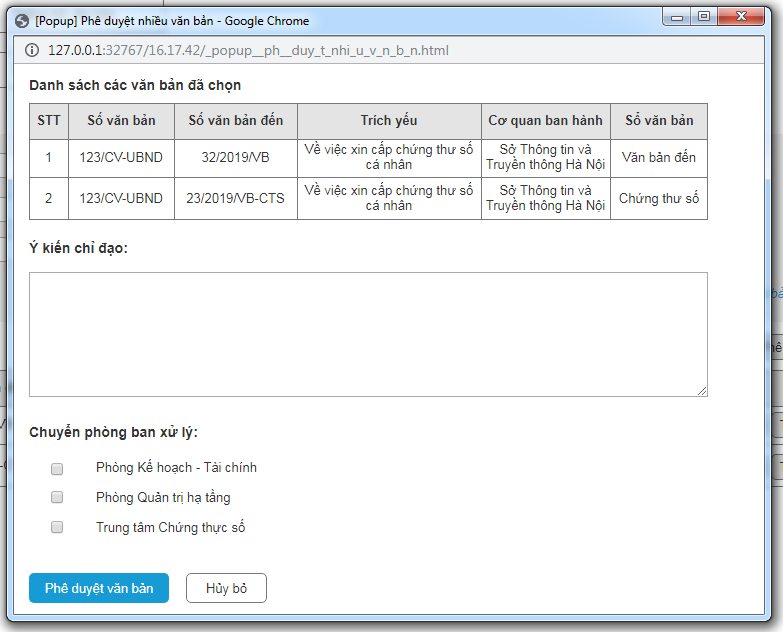 [Popup] Phê duyệt nhiều văn bản - Google Chrome
127.0.0.1:32767/16.17.42/_popup__ph__duy_t_nhi_u_v_n_b_n.html
Danh sách các văn bản đã chọn
STT Số văn bản Số văn bản đến Trích yếu Cơ quan ban hành Sổ văn bản
1 123/CV-UBND 32/2019/VB Về việc xin cấp chứng thư số cá nhân Sở Thông tin và Truyền thông Hà Nội Văn bản đến
2 123/CV-UBND 23/2019/VB-CTS Về việc xin cấp chứng thư số cá nhân Sở Thông tin và Truyền thông Hà Nội Chứng thư số
Ý kiến chỉ đạo:
Chuyển phòng ban xử lý:
Phòng Kế hoạch - Tài chính
Phòng Quản trị hạ tầng
Trung tâm Chứng thực số
Phê duyệt văn bản Hủy bỏ